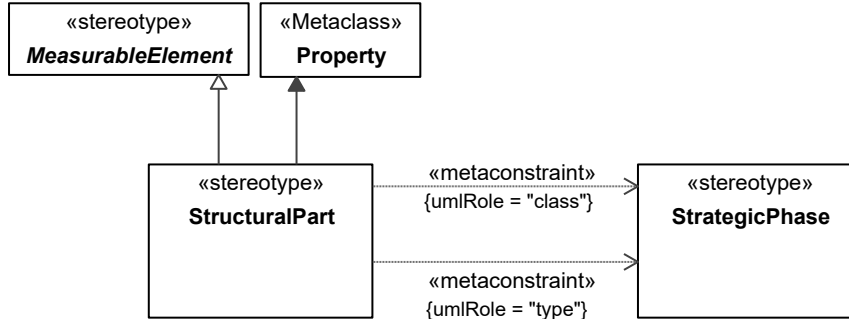 «stereotype»
MeasurableElement
«Metaclass»
Property
«stereotype»
StructuralPart
«metaconstraint»
{umlRole = "class"}
«metaconstraint»
{umlRole = "type"}
«stereotype»
StrategicPhase